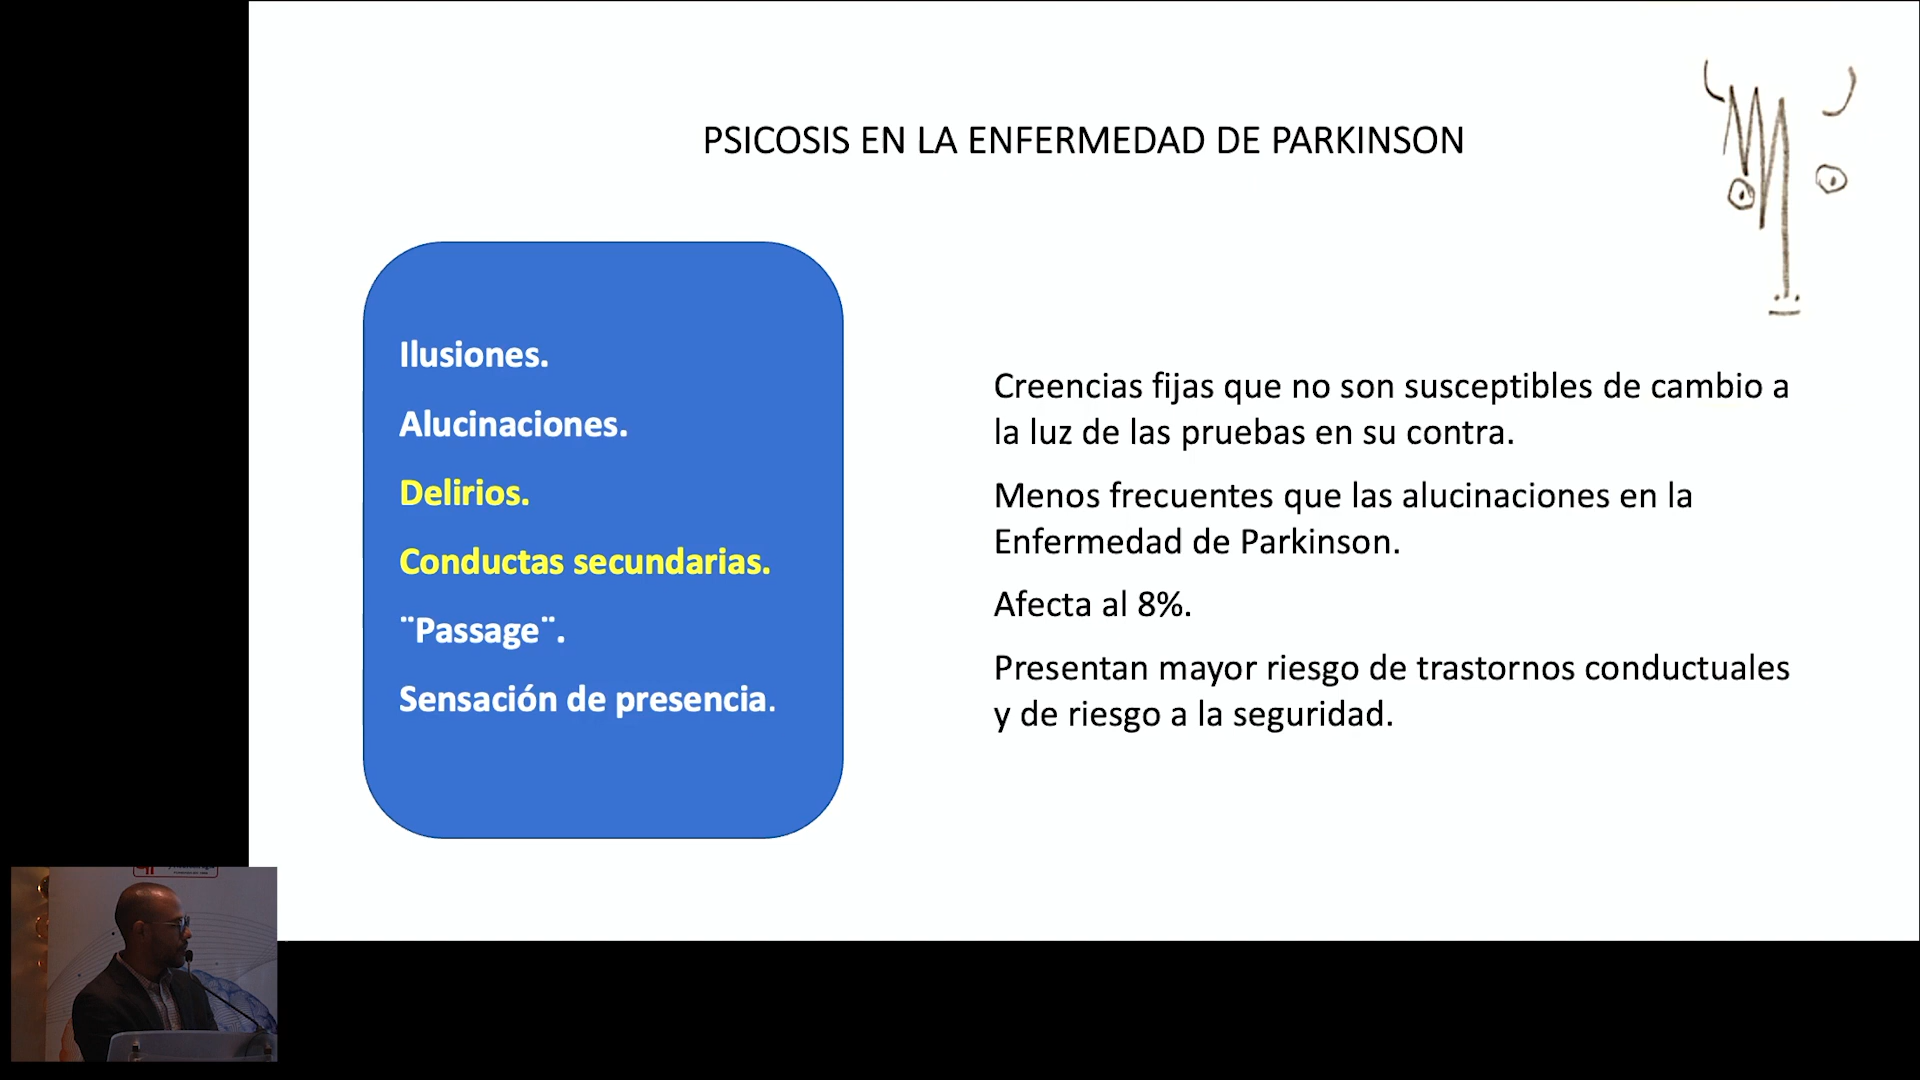 PSICOSIS EN LA ENFERMEDAD DE PARKINSON
Ilusiones.
Alucinaciones.
Delirios.
Conductas secundarias.
¨Passage¨.
Sensación de presencia.
Creencias fijas que no son susceptibles de cambio a
la luz de las pruebas en su contra.
Menos frecuentes que las alucinaciones en la
Enfermedad de Parkinson.
Afecta al 8%.
Presentan mayor riesgo de trastornos conductuales
y de riesgo a la seguridad.